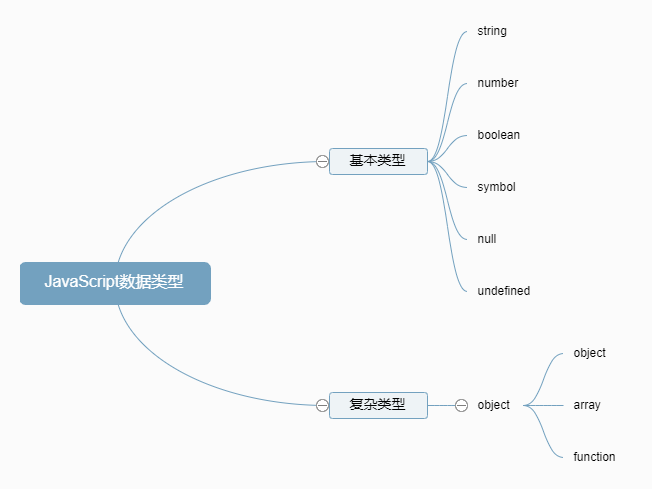 JavaScript数据类型
基本类型
string
number
boolean
symbol
null
undefined
复杂类型
object
object
array
function